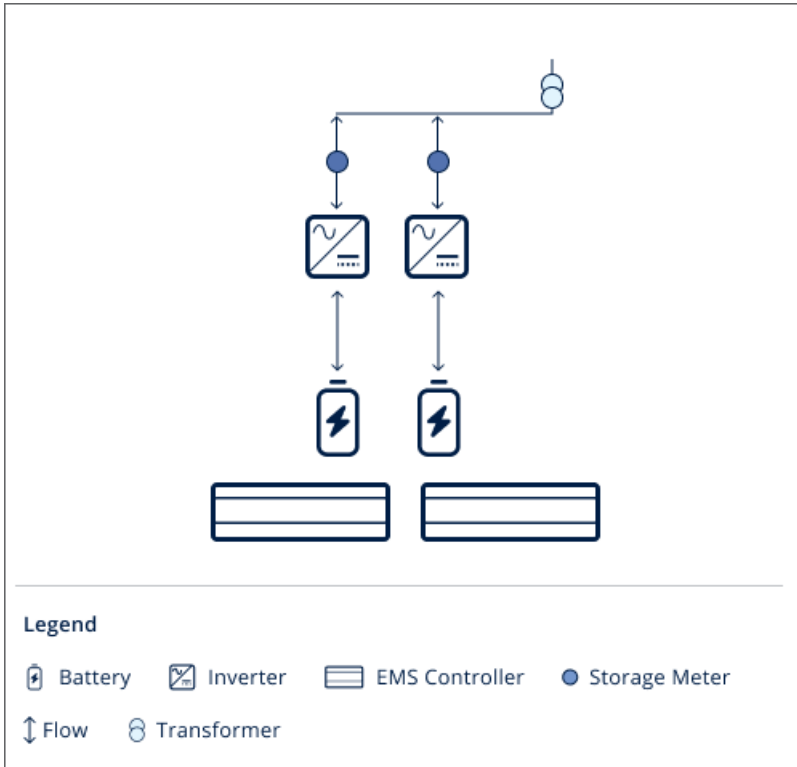 Legend
Battery Inverter EMS Controller Storage Meter
Flow Transformer